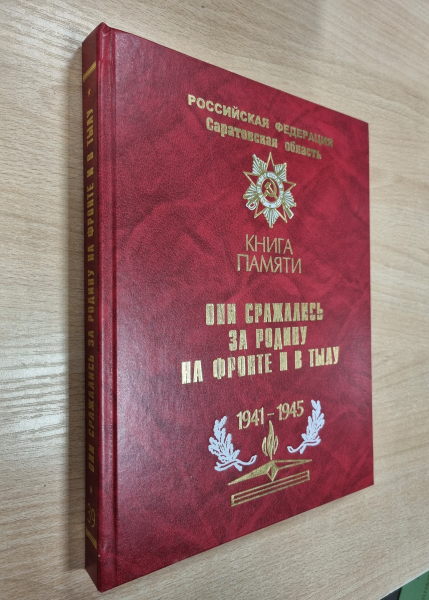 РОССИЙСКАЯ ФЕДЕРАЦИЯ
Саратовская область
КНИГА
ПАМЯТИ
ОНИ СРАЖАЛИСЬ
ЗА РОДИНУ
НА ФРОНТЕ И В ТЫЛУ
1941-1945
ОНИ СРАЖАЛИСЬ ЗА РОДИНУ НА ФРОНТЕ И В ТЫЛУ
39